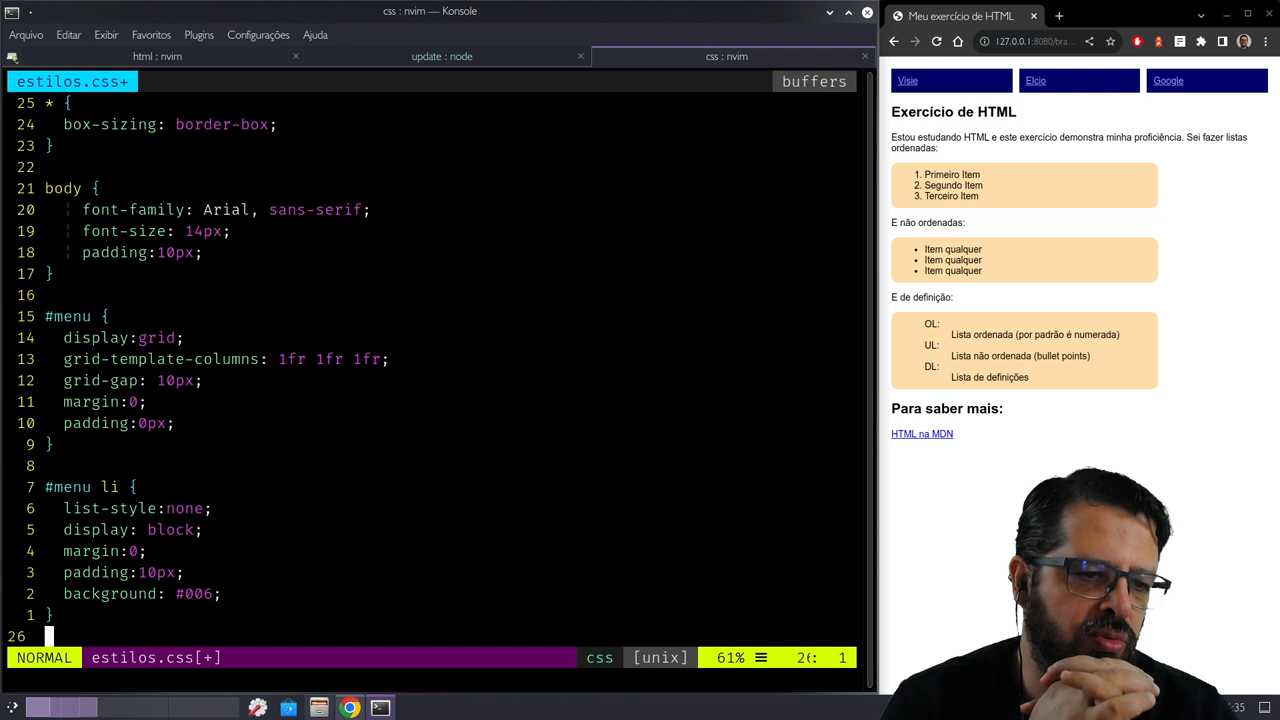 css : nvim — Konsole
Arquivo Editar Exibir Favoritos Plugins Configurações Ajuda
html : nvim
update : node
css : nvim
estilos.css+
buffers
25 * {
24 box-sizing: border-box;
23 }
22
21 body {
20 font-family: Arial, sans-serif;
19 font-size: 14px;
18 padding:10px;
17 }
16
15 #menu {
14 display:grid;
13 grid-template-columns: 1fr 1fr 1fr;
12 grid-gap: 10px;
11 margin:0;
10 padding:0px;
9 }
8
7 #menu li {
6 list-style:none;
5 display: block;
4 margin:0;
3 padding:10px;
2 background: #006;
1 }
26
NORMAL estilos.css[+] css [unix] 61% 26: 1
Meu exercício de HTML
127.0.0.1:8080/bra...
Visie
Elcio
Google
Exercício de HTML
Estou estudando HTML e este exercício demonstra minha proficiência. Sei fazer listas
ordenadas:
1. Primeiro Item
2. Segundo Item
3. Terceiro Item
E não ordenadas:
• Item qualquer
• Item qualquer
• Item qualquer
E de definição:
OL:
Lista ordenada (por padrão é numerada)
UL:
Lista não ordenada (bullet points)
DL:
Lista de definições
Para saber mais:
HTML na MDN
:35